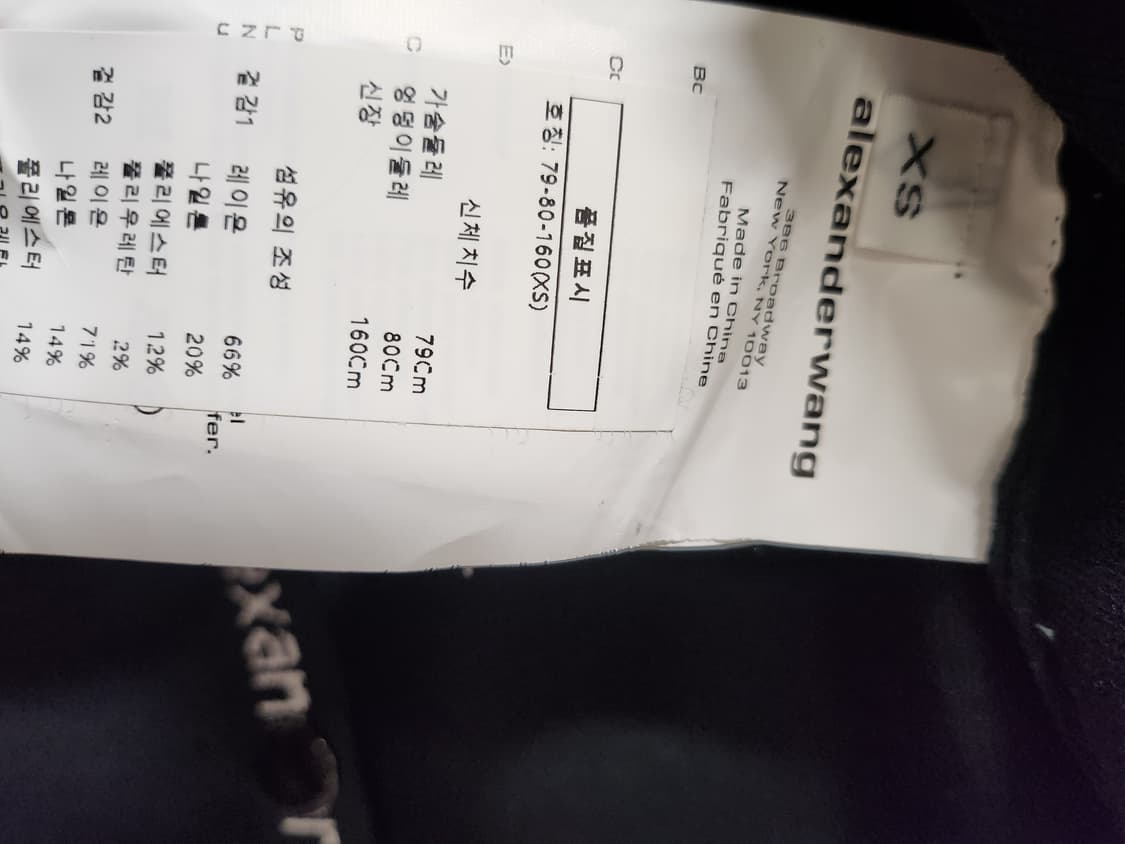 XS
alexanderwang
386 Broadway
New York, NY 10013
Made in China
Fabriqué en Chine
품질표시
호칭: 79-80-160(XS)
신체치수
가슴둘레 79Cm
엉덩이둘레 80Cm
신장 160Cm
섬유의 조성
겉감1 레이온 66%
나일론 20%
폴리에스터 12%
폴리우레탄 2%
겉감2 레이온 71%
나일론 14%
폴리에스터 14%
fer.